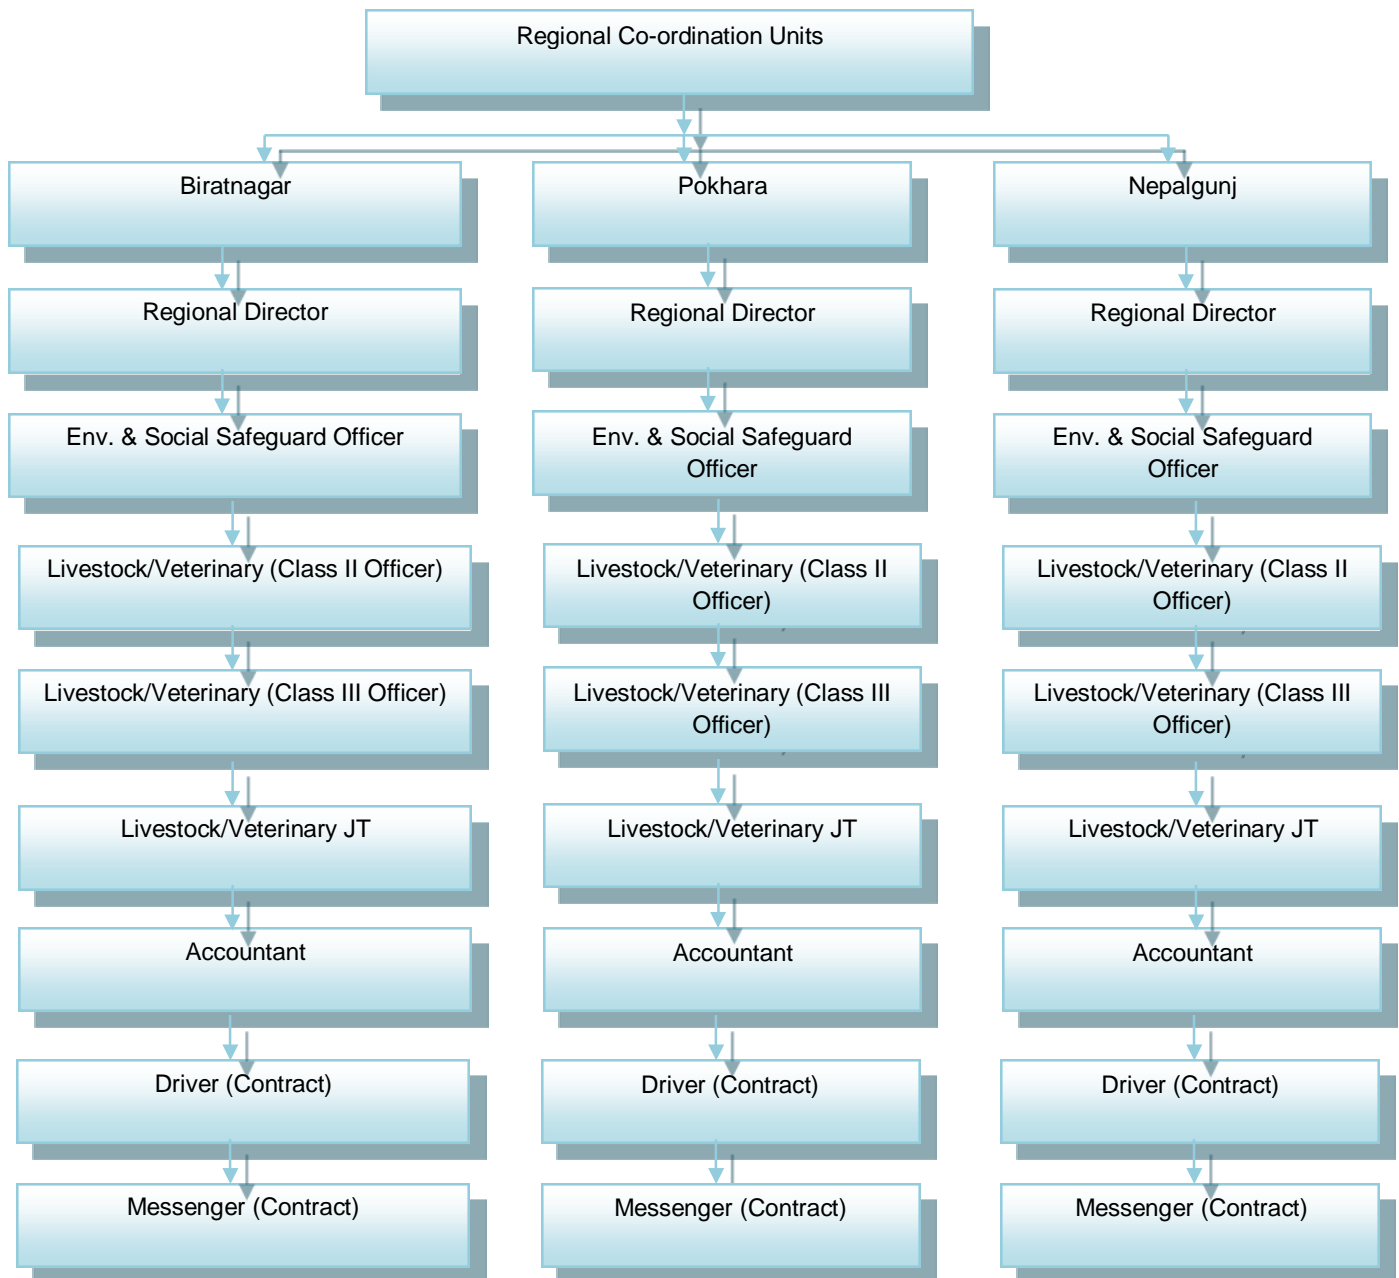 Regional Co-ordination Units
Biratnagar
Pokhara
Nepalgunj
Regional Director
Regional Director
Regional Director
Env. & Social Safeguard Officer
Env. & Social Safeguard
Officer
Env. & Social Safeguard
Officer
Livestock/Veterinary (Class II Officer)
Livestock/Veterinary (Class II
Officer)
Livestock/Veterinary (Class II
Officer)
Livestock/Veterinary (Class III Officer)
Livestock/Veterinary (Class III
Officer)
Livestock/Veterinary (Class III
Officer)
Livestock/Veterinary JT
Livestock/Veterinary JT
Livestock/Veterinary JT
Accountant
Accountant
Accountant
Driver (Contract)
Driver (Contract)
Driver (Contract)
Messenger (Contract)
Messenger (Contract)
Messenger (Contract)